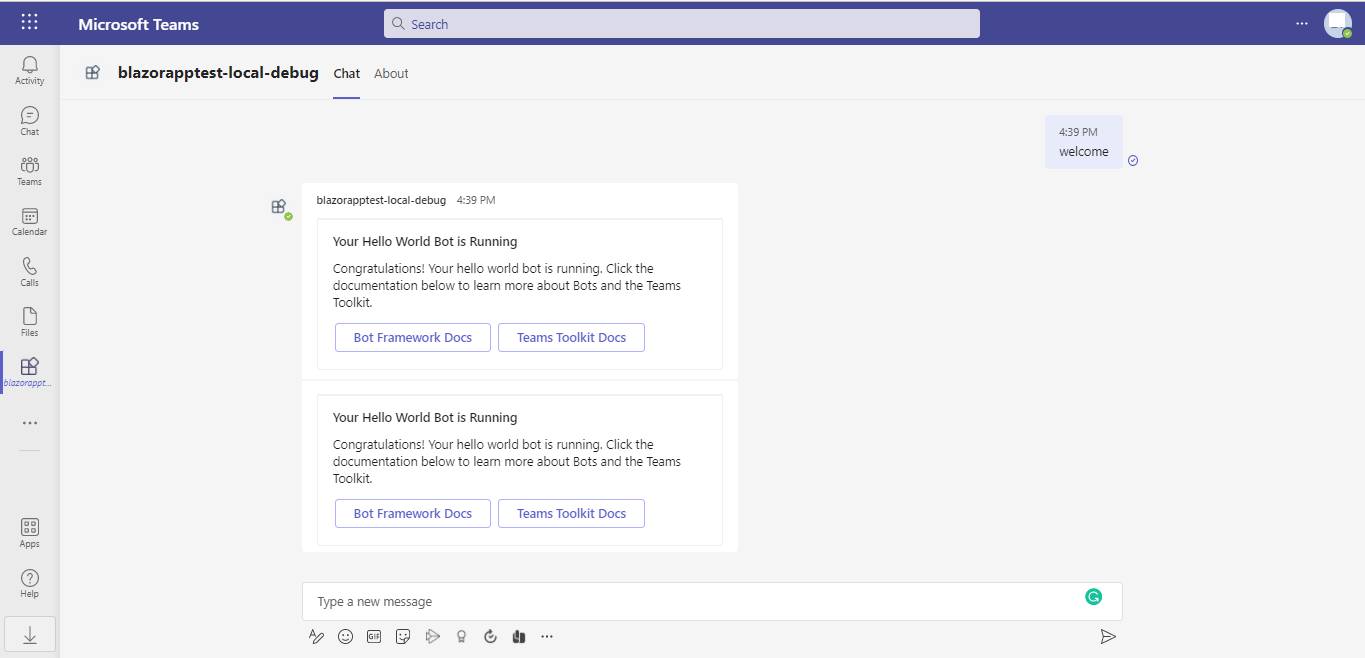 Microsoft Teams
Search
Activity
Chat
Teams
Calendar
Calls
Files
blazorappt...
Apps
Help
blazorapptest-local-debug Chat About
4:39 PM
welcome
blazorapptest-local-debug 4:39 PM
Your Hello World Bot is Running
Congratulations! Your hello world bot is running. Click the
documentation below to learn more about Bots and the Teams
Toolkit.
Bot Framework Docs Teams Toolkit Docs
Your Hello World Bot is Running
Congratulations! Your hello world bot is running. Click the
documentation below to learn more about Bots and the Teams
Toolkit.
Bot Framework Docs Teams Toolkit Docs
Type a new message
GIF